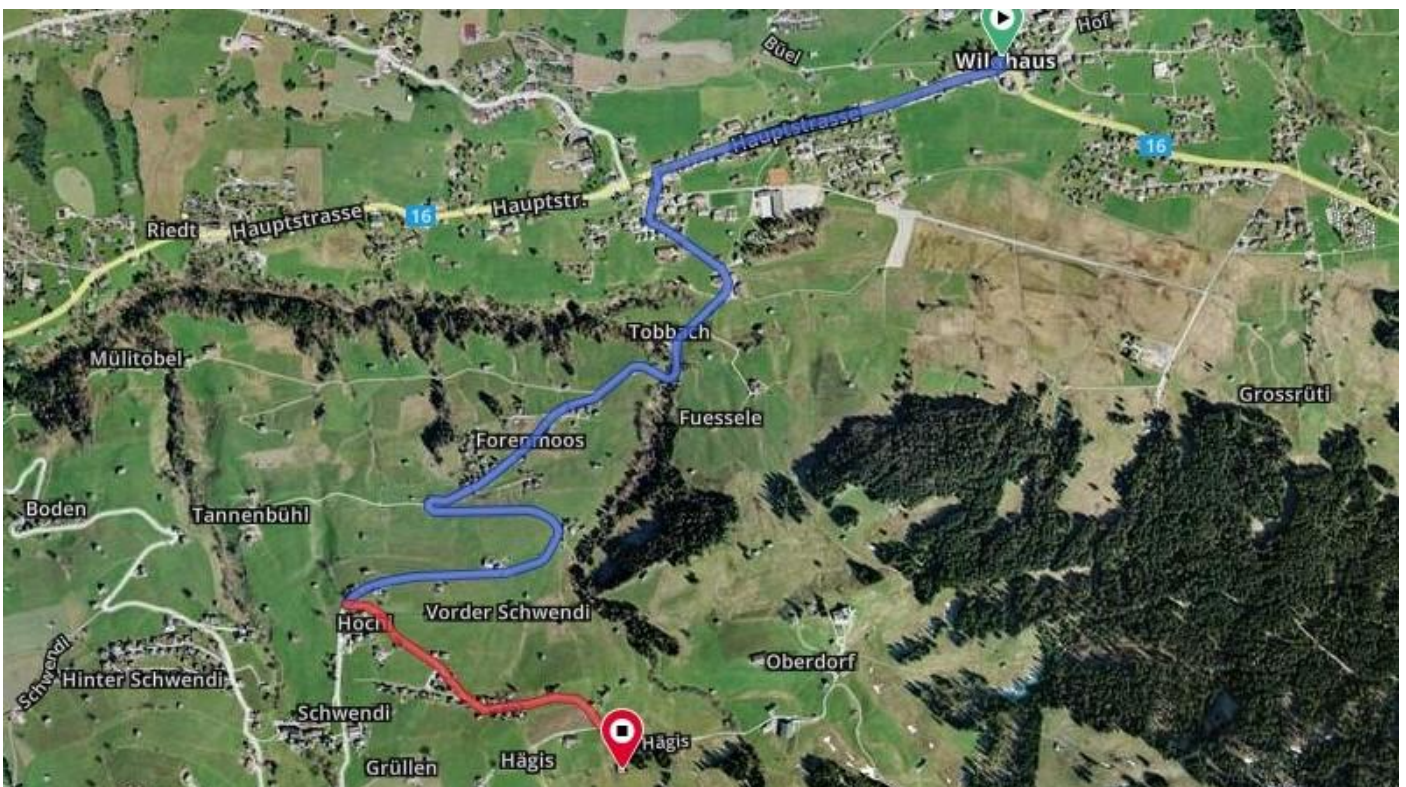 Hof
Büel
Wildhaus
Hauptstrasse
16
Hauptstr.
16
Hauptstrasse
Riedt
Tobbach
Mülitobel
Grossrüti
Fuessele
Forenmoos
Boden
Tannenbühl
Vorder Schwendi
Höchi
Oberdorf
Schwendi
Hinter Schwendi
Schwendi
Hägis
Hägis
Grüllen